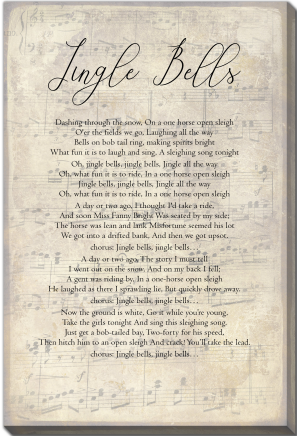 Jingle Bells
Dashing through the snow, On a one horse open sleigh
O'er the fields we go, Laughing all the way
Bells on bob tail ring, making spirits bright
What fun it is to laugh and sing, A sleighing song tonight
Oh, jingle bells, jingle bells, Jingle all the way
Oh, what fun it is to ride, In a one horse open sleigh
Jingle bells, jingle bells, Jingle all the way
Oh, what fun it is to ride, In a one horse open sleigh
A day or two ago, I thought I'd take a ride,
And soon Miss Fanny Bright Was seated by my side;
The horse was lean and lank Misfortune seemed his lot
We got into a drifted bank, And then we got upsot.
chorus: Jingle bells, jingle bells...
A day or two ago, The story I must tell
I went out on the snow, And on my back I fell;
A gent was riding by, In a one-horse open sleigh
He laughed as there I sprawling lie, But quickly drove away.
chorus: Jingle bells, jingle bells...
Now the ground is white, Go it while you're young,
Take the girls tonight And sing this sleighing song.
Just get a bob-tailed bay, Two-forty for his speed,
Then hitch him to an open sleigh And crack! You'll take the lead.
chorus: Jingle bells, jingle bells...